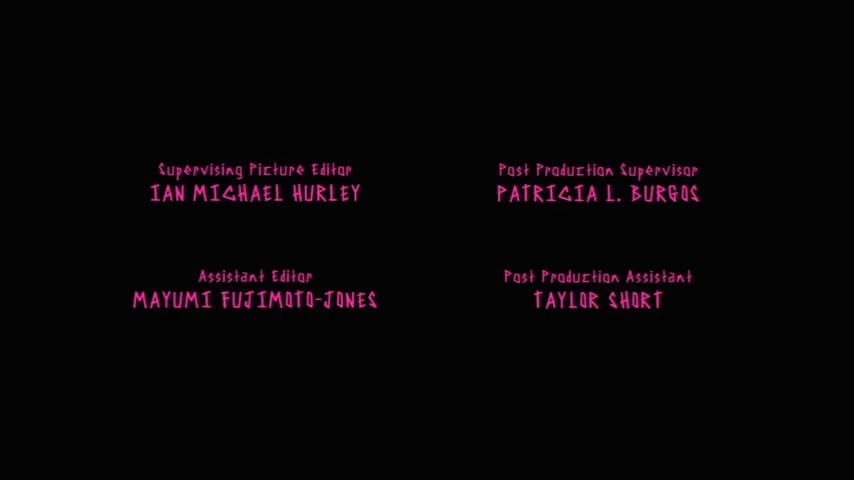 Supervising Picture Editor
IAN MICHAEL HURLEY
Post Production Supervisor
PATRICIA L. BURGOS
Assistant Editor
MAYUMI FUJIMOTO-JONES
Post Production Assistant
TAYLOR SHORT